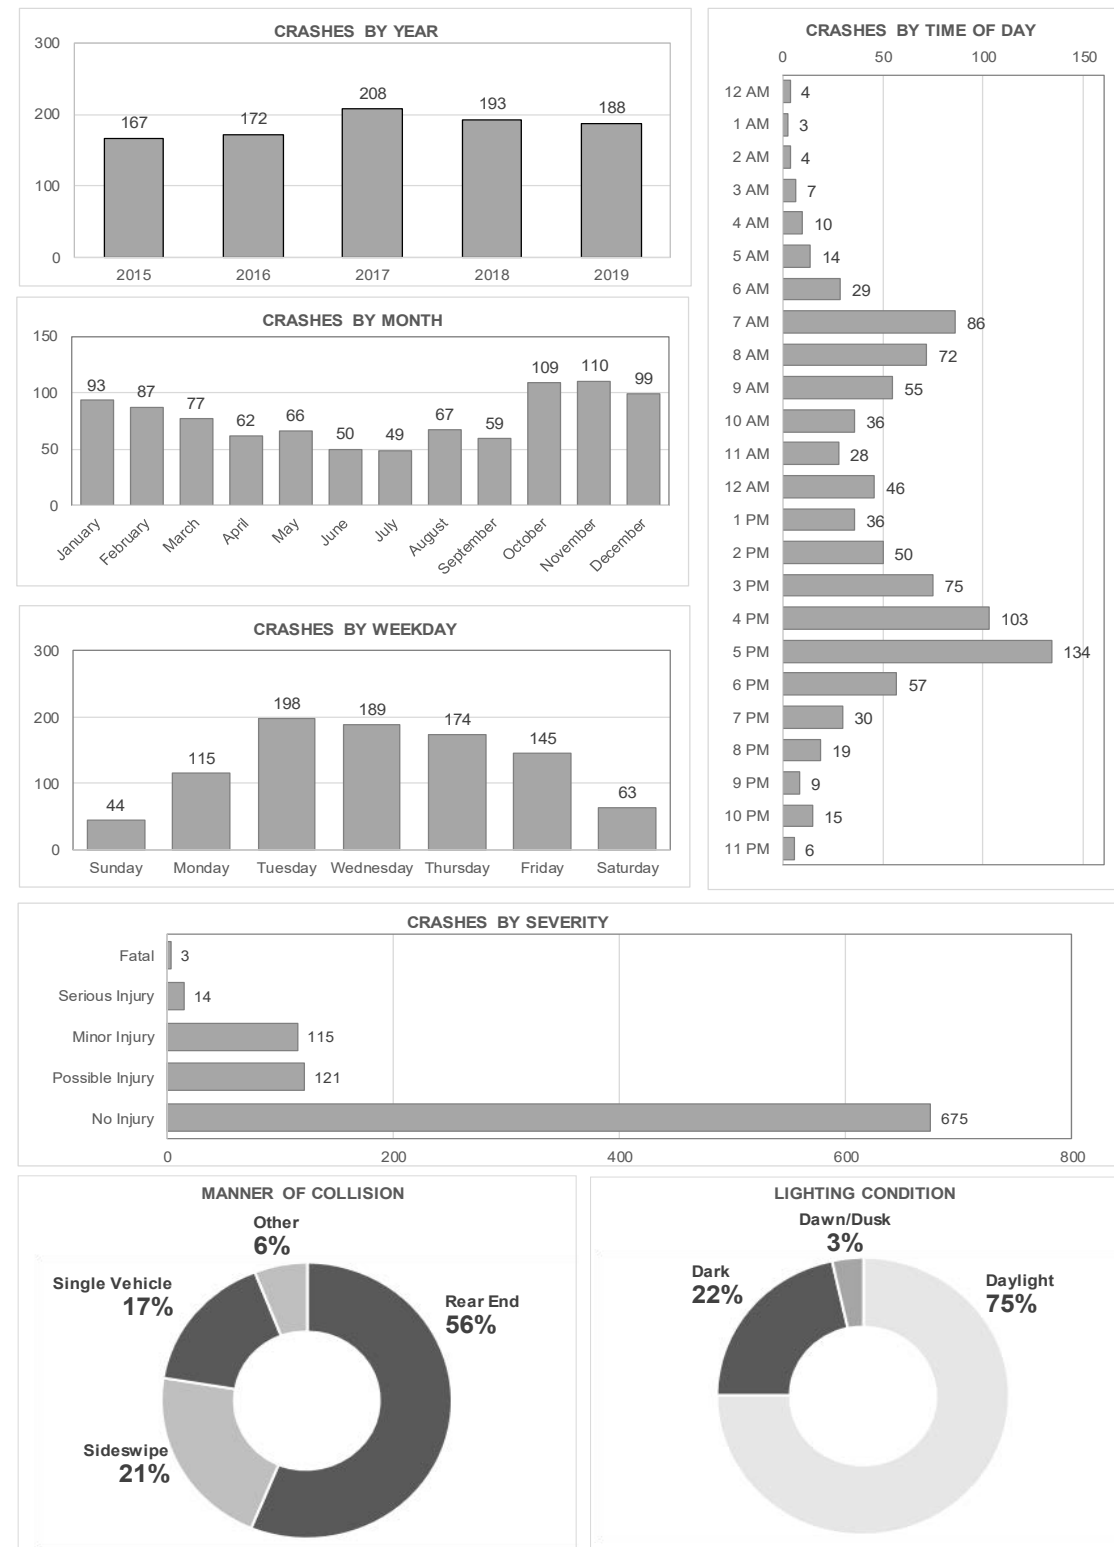 CRASHES BY YEAR
300
200
100
0
167
172
208
193
188
2015
2016
2017
2018
2019
CRASHES BY MONTH
150
100
50
0
93
87
77
62
66
50
49
67
59
109
110
99
January
February
March
April
May
June
July
August
September
October
November
December
CRASHES BY WEEKDAY
300
200
100
0
44
115
198
189
174
145
63
Sunday
Monday
Tuesday
Wednesday
Thursday
Friday
Saturday
CRASHES BY TIME OF DAY
0 50 100 150
12 AM 4
1 AM 3
2 AM 4
3 AM 7
4 AM 10
5 AM 14
6 AM 29
7 AM 86
8 AM 72
9 AM 55
10 AM 36
11 AM 28
12 AM 46
1 PM 36
2 PM 50
3 PM 75
4 PM 103
5 PM 134
6 PM 57
7 PM 30
8 PM 19
9 PM 9
10 PM 15
11 PM 6
CRASHES BY SEVERITY
Fatal 3
Serious Injury 14
Minor Injury 115
Possible Injury 121
No Injury 675
0 200 400 600 800
MANNER OF COLLISION
Other
6%
Single Vehicle
17%
Rear End
56%
Sideswipe
21%
LIGHTING CONDITION
Dawn/Dusk
3%
Dark
22%
Daylight
75%